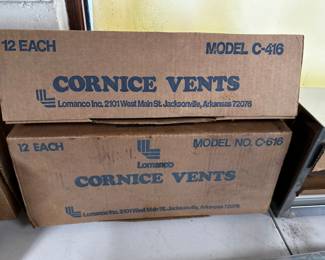 12 EACH MODEL C-416
CORNICE VENTS
Lomanco Inc. 2101 West Main St. Jacksonville, Arkansas 72076
12 EACH MODEL NO. C-616
Lomanco
CORNICE VENTS
Lomanco Inc. 2101 West Main St. Jacksonville, Arkansas 72076